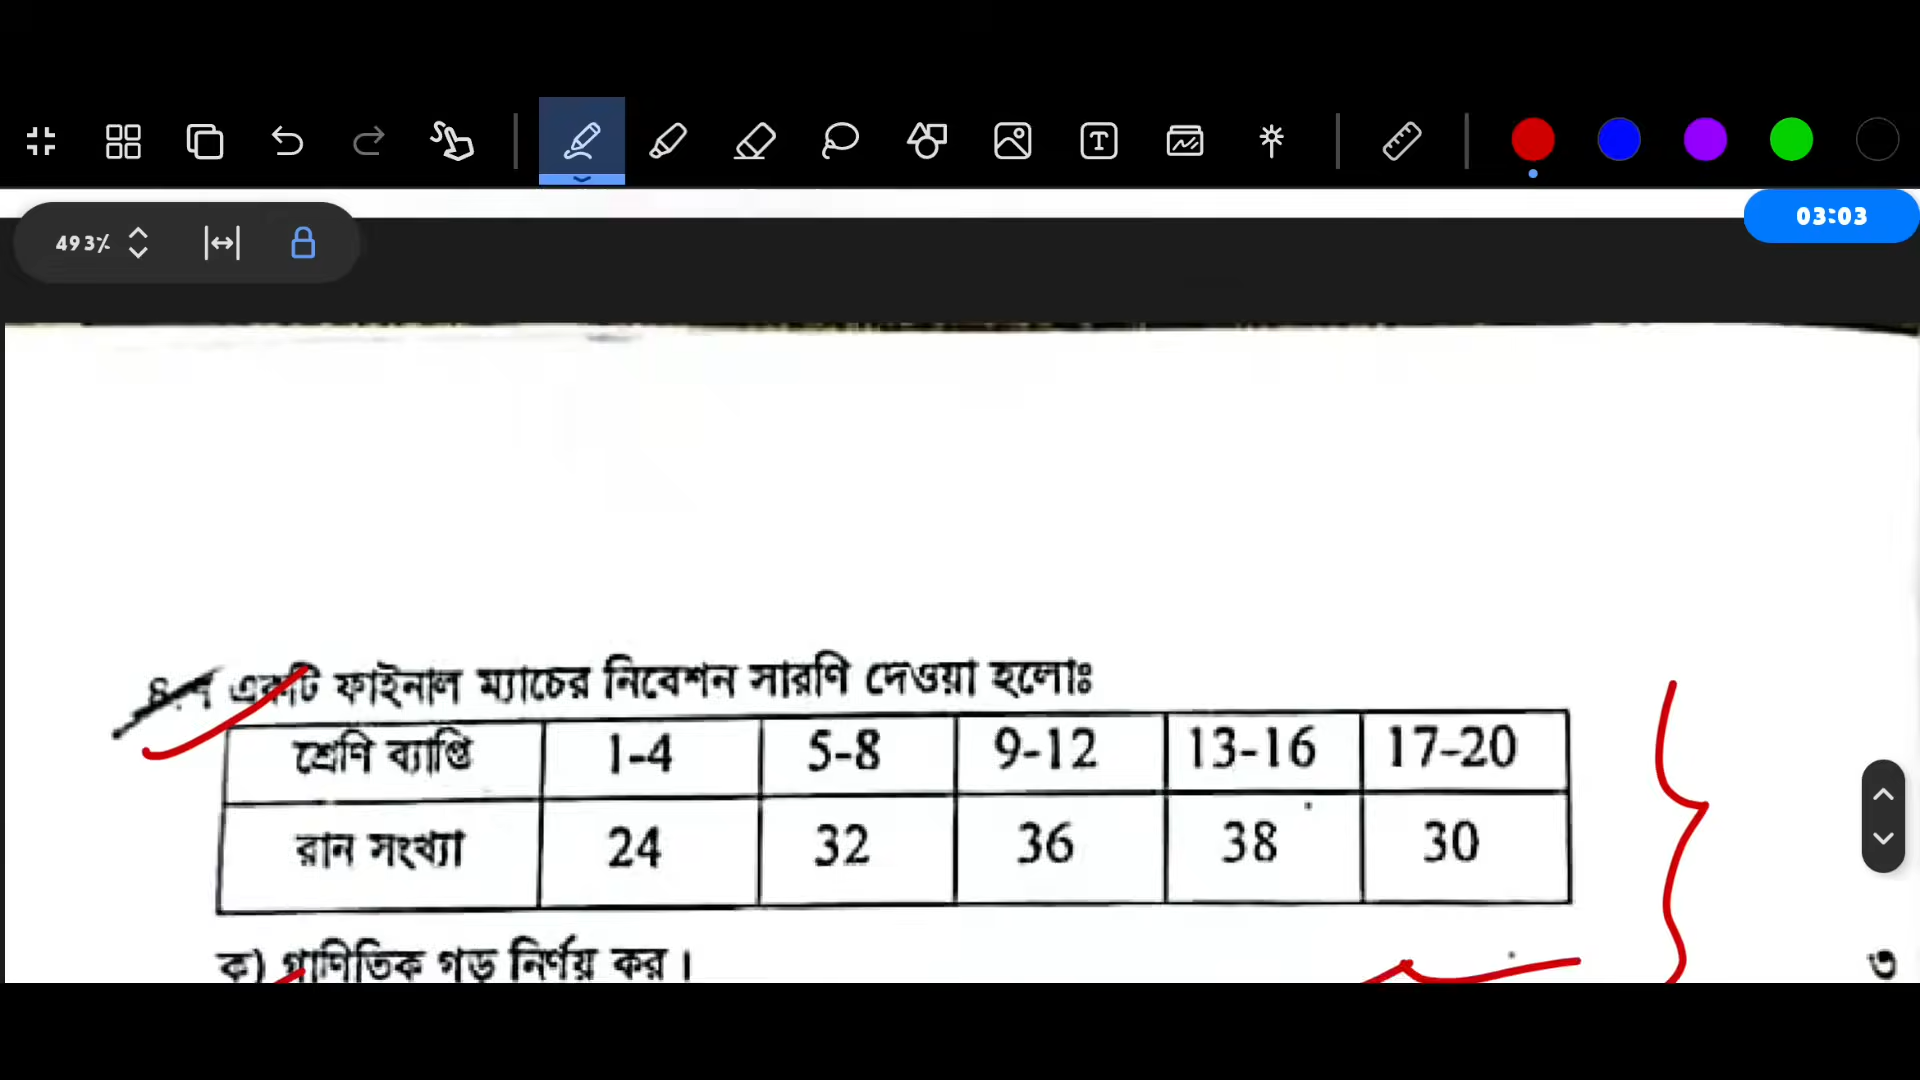 493%
03:03
একটি ফাইনাল ম্যাচের নিবেশন সারণি দেওয়া হলোঃ
শ্রেণি ব্যাপ্তি 1-4 5-8 9-12 13-16 17-20
রান সংখ্যা 24 32 36 38 30
ক) গাণিতিক গড় নির্ণয় কর। ৩